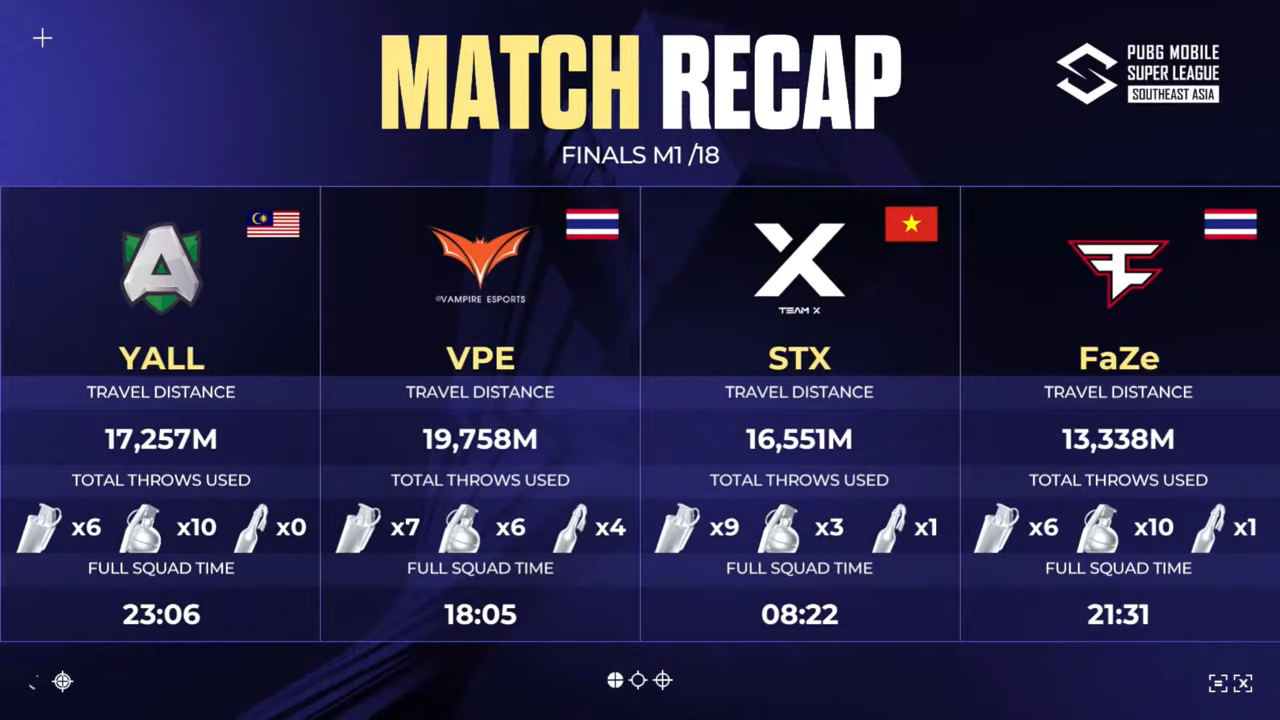 MATCH RECAP
FINALS M1 /18
PUBG MOBILE
SUPER LEAGUE
SOUTHEAST ASIA
A
YALL
TRAVEL DISTANCE
17,257M
TOTAL THROWS USED
x6 x10 x0
FULL SQUAD TIME
23:06
@VAMPIRE ESPORTS
VPE
TRAVEL DISTANCE
19,758M
TOTAL THROWS USED
x7 x6 x4
FULL SQUAD TIME
18:05
X
TEAM X
STX
TRAVEL DISTANCE
16,551M
TOTAL THROWS USED
x9 x3 x1
FULL SQUAD TIME
08:22
FaZe
TRAVEL DISTANCE
13,338M
TOTAL THROWS USED
x6 x10 x1
FULL SQUAD TIME
21:31